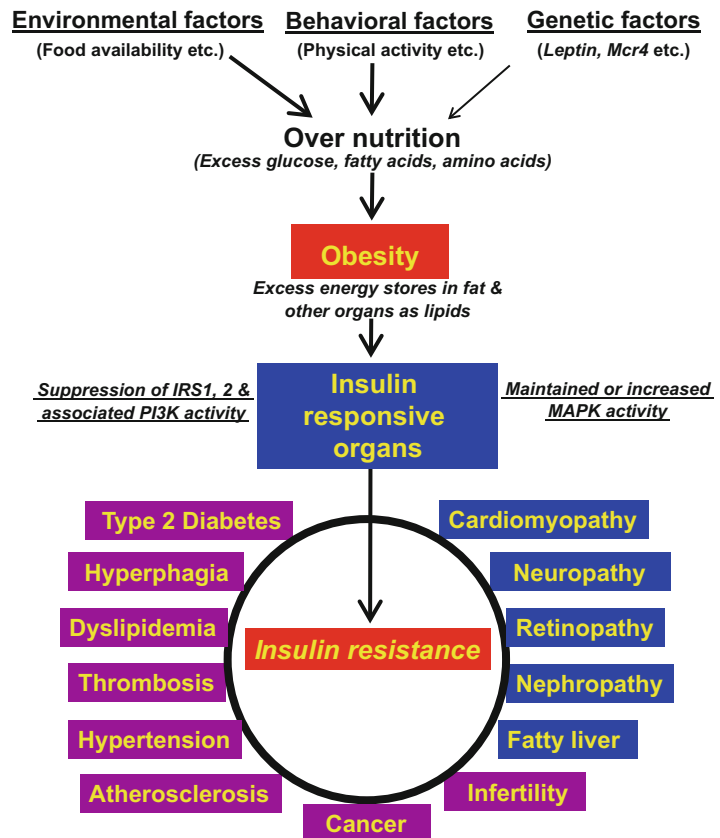 Environmental factors
(Food availability etc.)
Behavioral factors
(Physical activity etc.)
Genetic factors
(Leptin, Mcr4 etc.)
Over nutrition
(Excess glucose, fatty acids, amino acids)
Obesity
Excess energy stores in fat &
other organs as lipids
Suppression of IRS1, 2 &
associated PI3K activity
Insulin
responsive
organs
Maintained or increased
MAPK activity
Type 2 Diabetes
Hyperphagia
Dyslipidemia
Thrombosis
Hypertension
Atherosclerosis
Cancer
Insulin resistance
Cardiomyopathy
Neuropathy
Retinopathy
Nephropathy
Fatty liver
Infertility